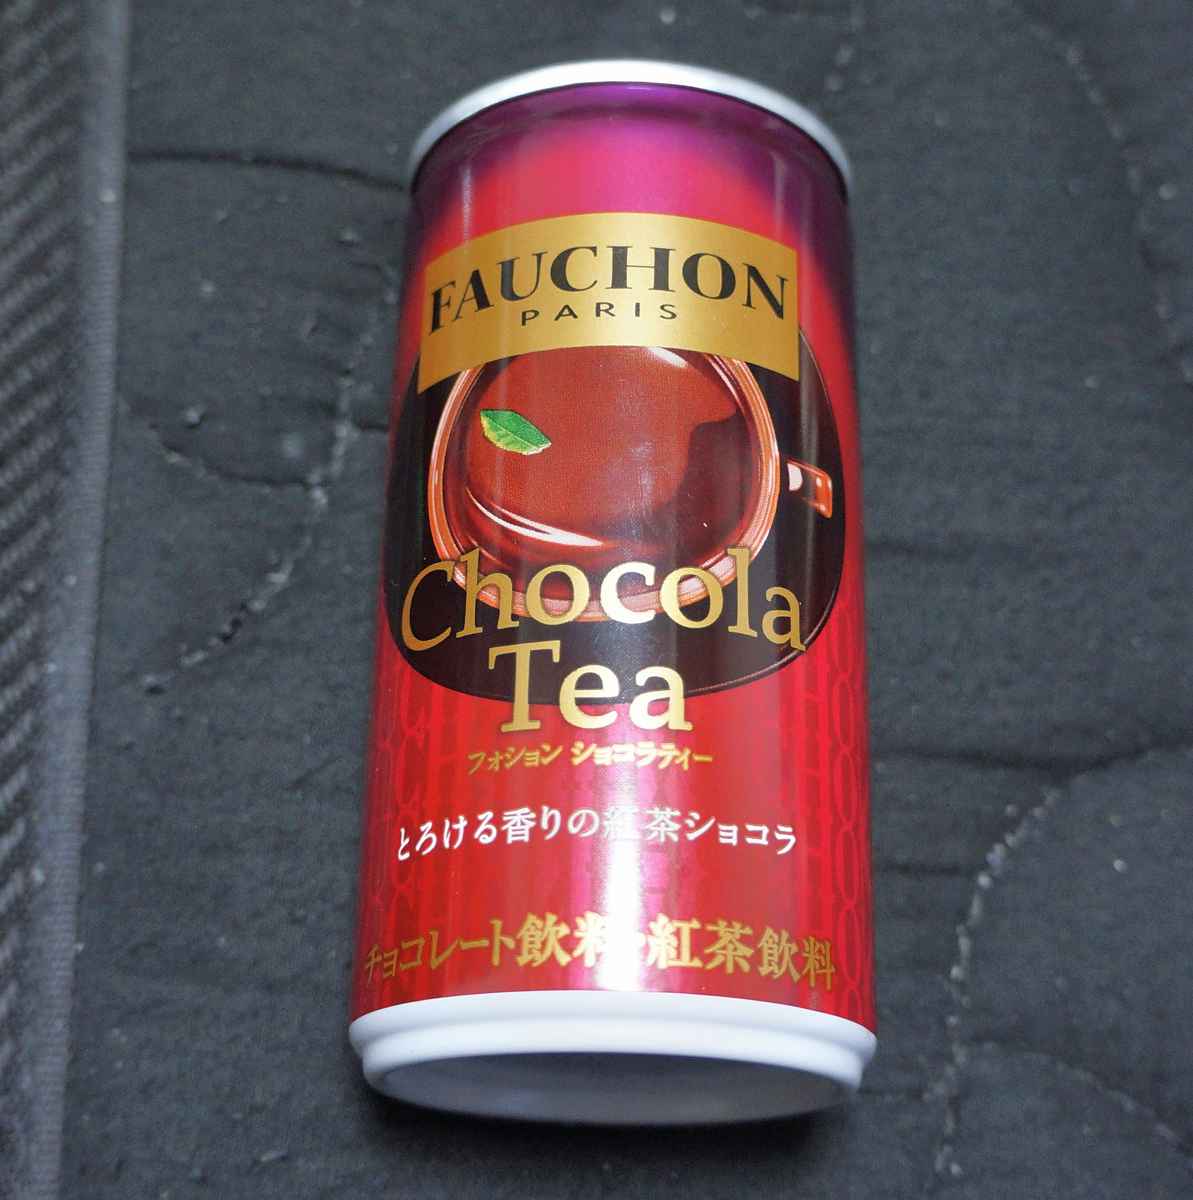 FAUCHON
PARIS
Chocola
Tea
フォション ショコラティー
とろける香りの紅茶ショコラ
チョコレート飲料・紅茶飲料